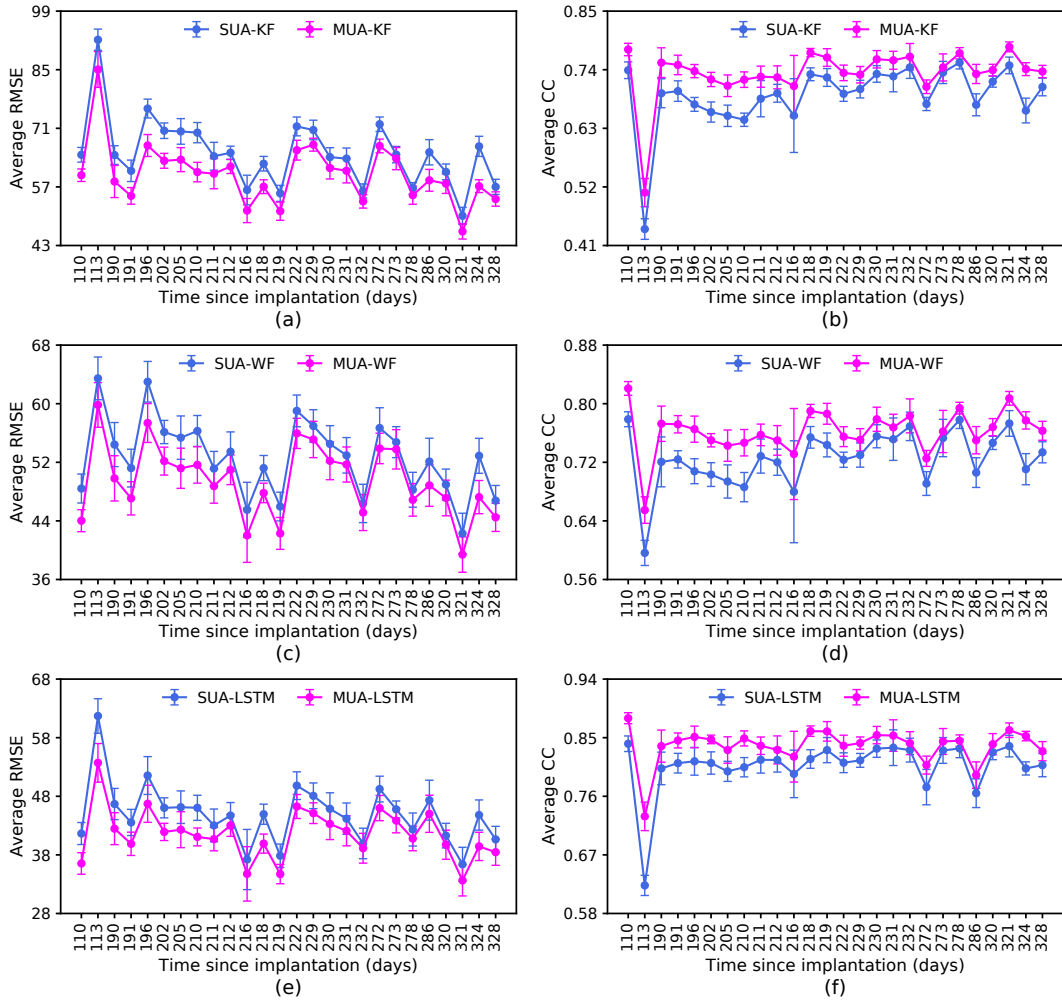 SUA-KF MUA-KF
Average RMSE
99
85
71
57
43
110 113 190 191 196 202 205 210 211 212 216 218 219 222 229 230 231 232 272 273 278 286 320 321 324 328
Time since implantation (days)
(a)
SUA-KF MUA-KF
Average CC
0.85
0.74
0.63
0.52
0.41
110 113 190 191 196 202 205 210 211 212 216 218 219 222 229 230 231 232 272 273 278 286 320 321 324 328
Time since implantation (days)
(b)
SUA-WF MUA-WF
Average RMSE
68
60
52
44
36
110 113 190 191 196 202 205 210 211 212 216 218 219 222 229 230 231 232 272 273 278 286 320 321 324 328
Time since implantation (days)
(c)
SUA-WF MUA-WF
Average CC
0.88
0.80
0.72
0.64
0.56
110 113 190 191 196 202 205 210 211 212 216 218 219 222 229 230 231 232 272 273 278 286 320 321 324 328
Time since implantation (days)
(d)
SUA-LSTM MUA-LSTM
Average RMSE
68
58
48
38
28
110 113 190 191 196 202 205 210 211 212 216 218 219 222 229 230 231 232 272 273 278 286 320 321 324 328
Time since implantation (days)
(e)
SUA-LSTM MUA-LSTM
Average CC
0.94
0.85
0.76
0.67
0.58
110 113 190 191 196 202 205 210 211 212 216 218 219 222 229 230 231 232 272 273 278 286 320 321 324 328
Time since implantation (days)
(f)